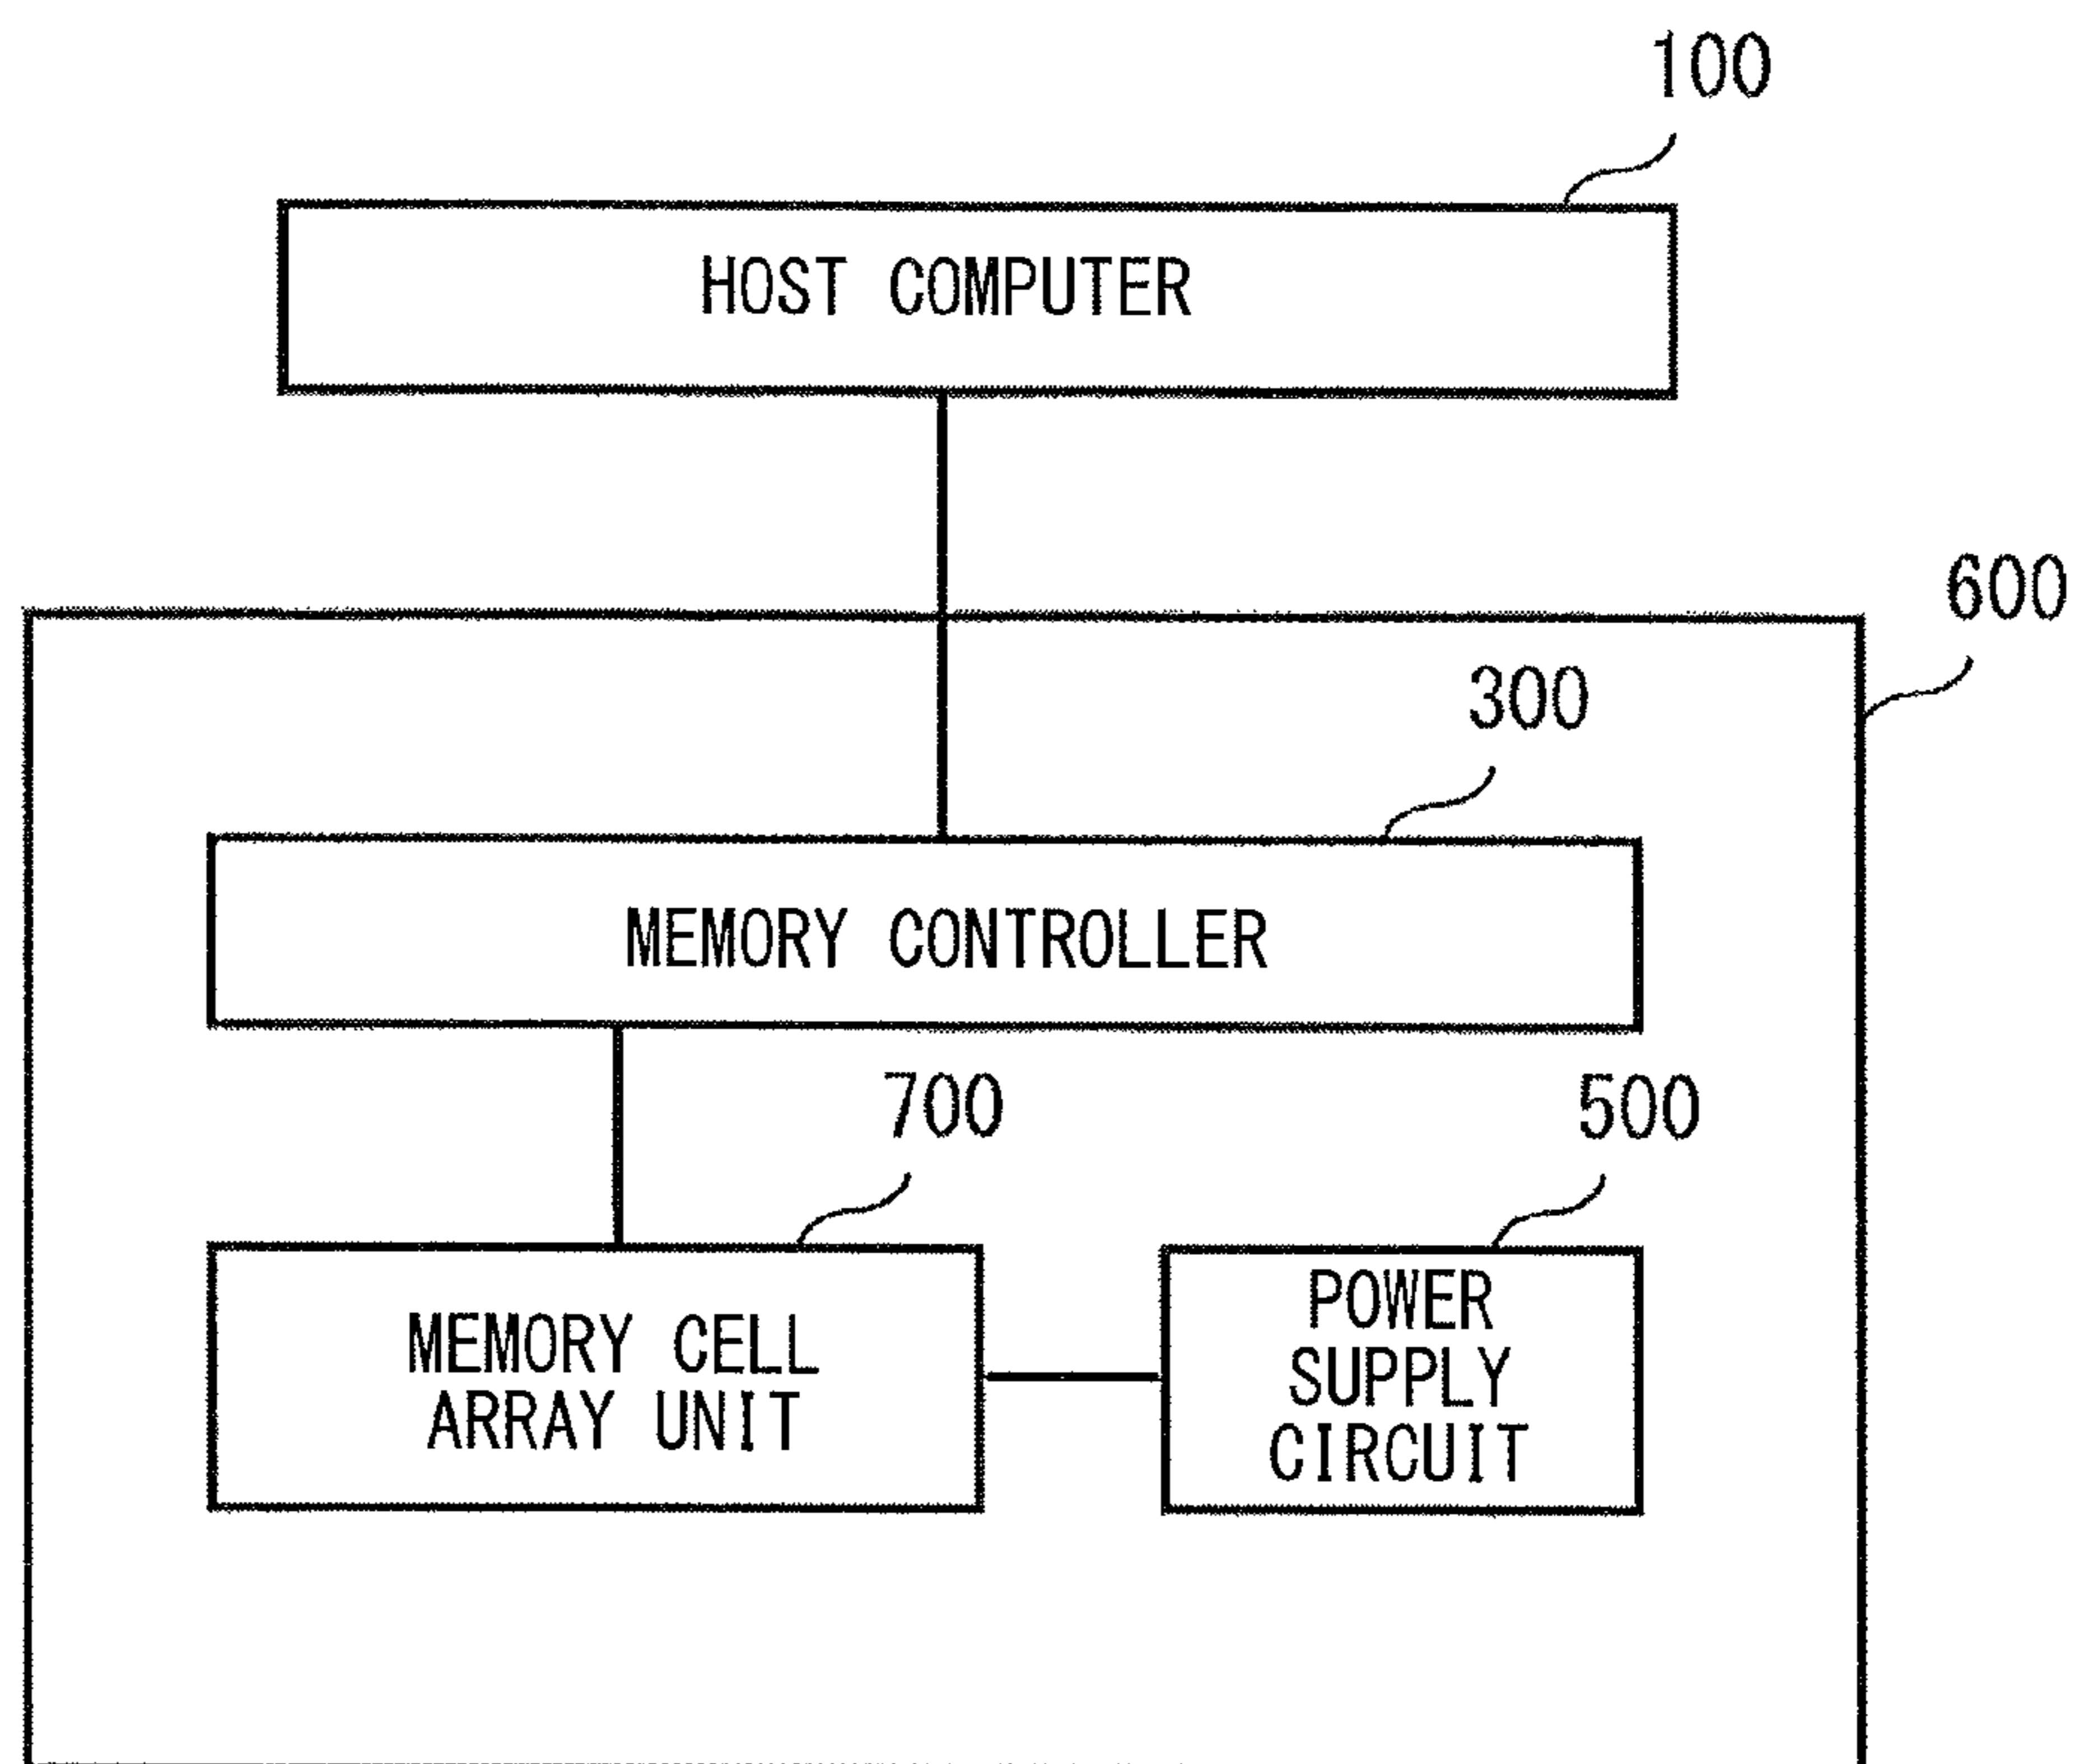 100
HOST COMPUTER
600
300
MEMORY CONTROLLER
700
500
MEMORY CELL
ARRAY UNIT
POWER
SUPPLY
CIRCUIT